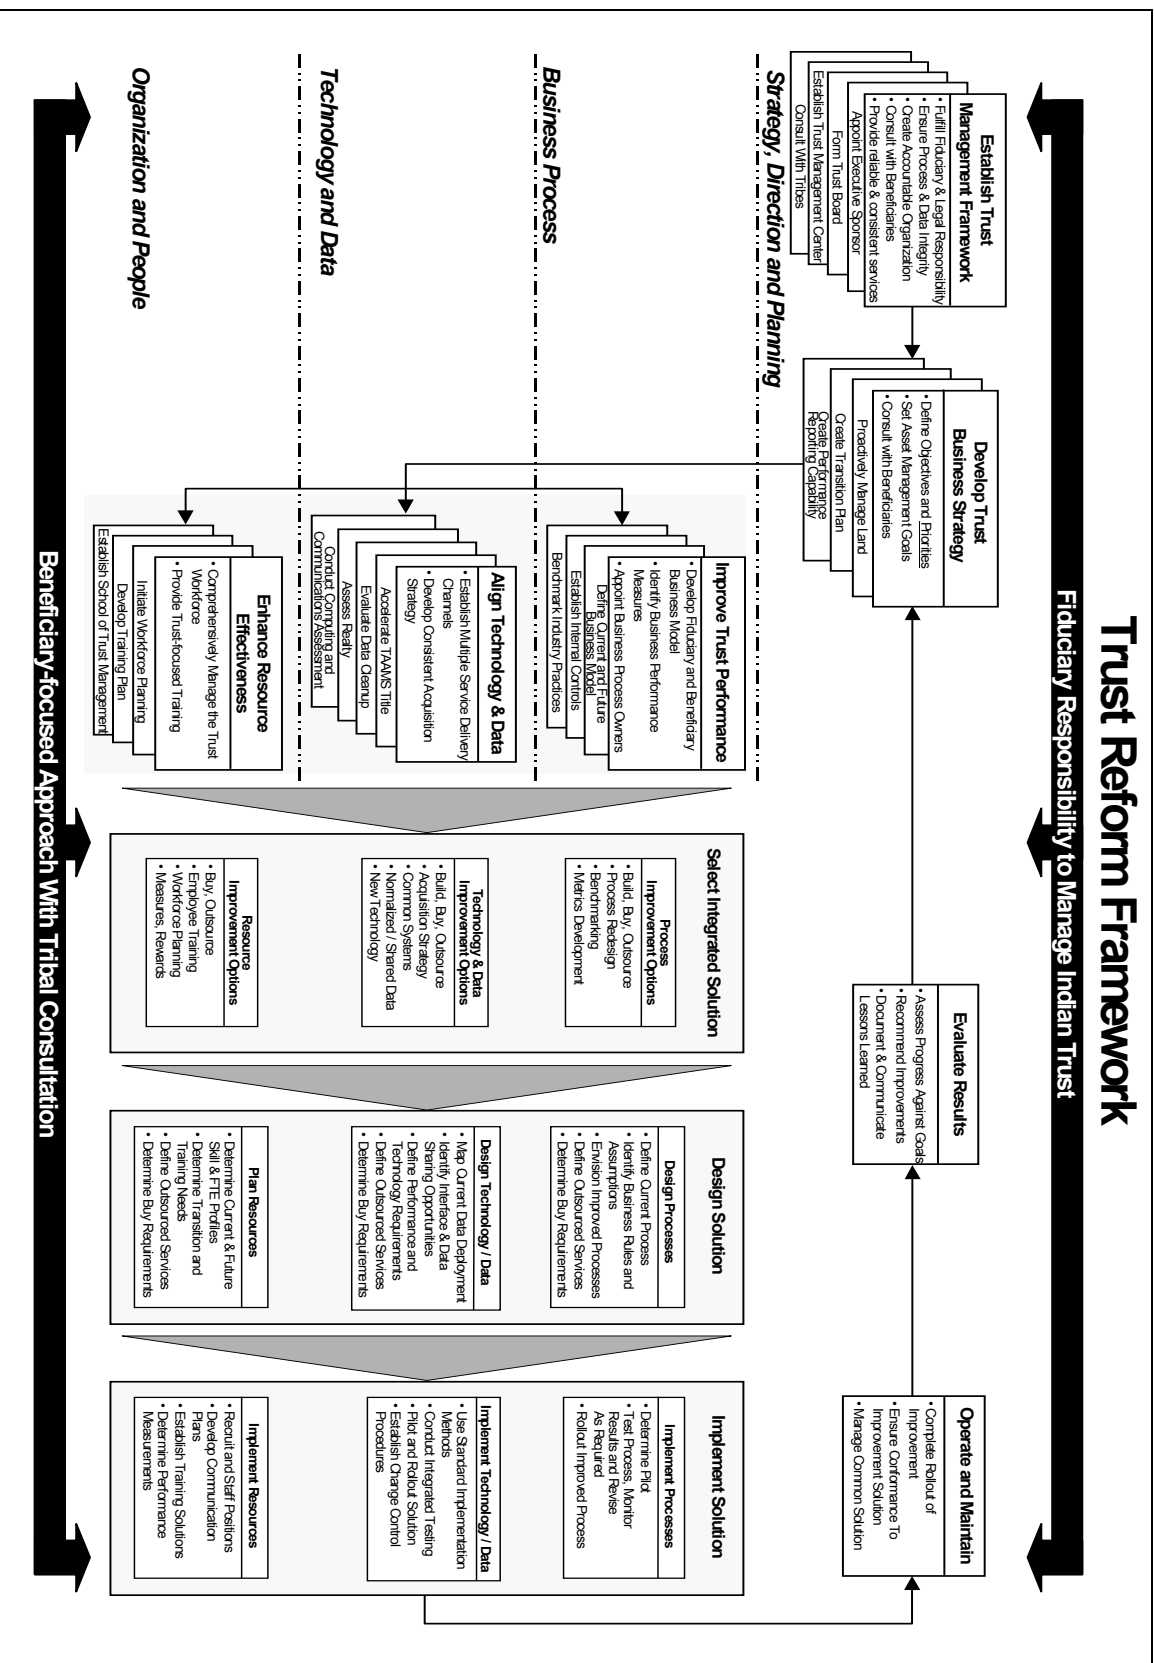 Trust Reform Framework
Fiduciary Responsibility to Manage Indian Trust
Establish Trust
Management Framework
• Fulfill Fiduciary & Legal Responsibility
• Ensure Process & Data Integrity
• Create Accountable Organization
• Consult with Beneficiaries
• Provide reliable & consistent services
Appoint Executive Sponsor
Form Trust Board
Establish Trust Management Center
Consult With Tribes
Develop Trust
Business Strategy
• Define Objectives and Priorities
• Set Asset Management Goals
• Consult with Beneficiaries
Proactively Manage Land
Create Transition Plan
Create Performance
Reporting Capability
Evaluate Results
• Assess Progress Against Goals
• Recommend Improvements
• Document & Communicate
Lessons Learned
Operate and Maintain
• Complete Rollout of
Improvement
• Ensure Conformance To
Improvement Solution
• Manage Common Solution
Strategy, Direction and Planning
Business Process
Improve Trust Performance
• Develop Fiduciary and Beneficiary
Business Model
• Identify Business Performance
Measures
• Appoint Business Process Owners
Define Current and Future
Business Model
Establish Internal Controls
Benchmark Industry Practices
Technology and Data
Align Technology & Data
• Establish Multiple Service Delivery
Channels
• Develop Consistent Acquisition
Strategy
Accelerate TAAMS Title
Evaluate Data Cleanup
Assess Realty
Conduct Computing and
Communications Assessment
Organization and People
Enhance Resource
Effectiveness
• Comprehensively Manage the Trust
Workforce
• Provide Trust-focused Training
Initiate Workforce Planning
Develop Training Plan
Establish School of Trust Management
Select Integrated Solution
Process
Improvement Options
• Build, Buy, Outsource
• Process Redesign
• Benchmarking
• Metrics Development
Technology & Data
Improvement Options
• Build, Buy, Outsource
• Acquisition Strategy
• Common Systems
• Normalized / Shared Data
• New Technology
Resource
Improvement Options
• Buy, Outsource
• Employee Training
• Workforce Planning
• Measures, Rewards
Design Solution
Design Processes
• Define Current Process
• Identify Business Rules and
Assumptions
• Envision Improved Processes
• Define Outsourced Services
• Determine Buy Requirements
Design Technology / Data
• Map Current Data Deployment
• Identify Interface & Data
Sharing Opportunities
• Define Performance and
Technology Requirements
• Define Outsourced Services
• Determine Buy Requirements
Plan Resources
• Determine Current & Future
Skill & FTE Profiles
• Determine Transition and
Training Needs
• Define Outsourced Services
• Determine Buy Requirements
Implement Solution
Implement Processes
• Determine Pilot
• Test Process, Monitor
Results and Revise
As Required
• Rollout Improved Process
Implement Technology / Data
• Use Standard Implementation
Methods
• Conduct Integrated Testing
• Pilot and Rollout Solution
• Establish Change Control
Procedures
Implement Resources
• Recruit and Staff Positions
• Develop Communication
Plans
• Establish Training Solutions
• Determine Performance
Measurements
Beneficiary-focused Approach With Tribal Consultation